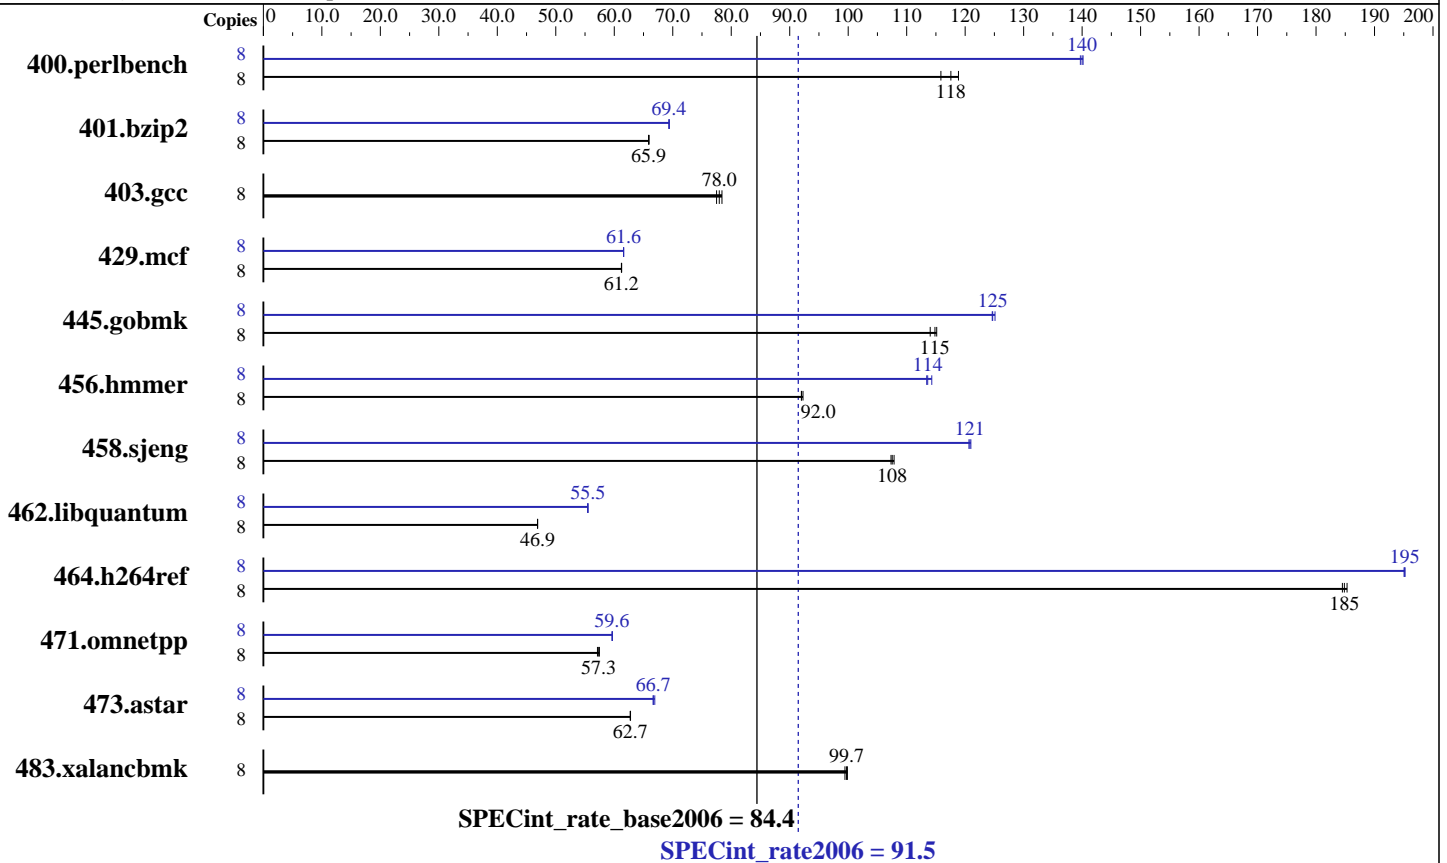 Copies 0 10.0 20.0 30.0 40.0 50.0 60.0 70.0 80.0 90.0 100 110 120 130 140 150 160 170 180 190 200
400.perlbench
8 140
8 118
401.bzip2
8 69.4
8 65.9
403.gcc
8 78.0
429.mcf
8 61.6
8 61.2
445.gobmk
8 125
8 115
456.hmmer
8 114
8 92.0
458.sjeng
8 121
8 108
462.libquantum
8 55.5
8 46.9
464.h264ref
8 195
8 185
471.omnetpp
8 59.6
8 57.3
473.astar
8 66.7
8 62.7
483.xalancbmk
8 99.7
SPECint_rate_base2006 = 84.4
SPECint_rate2006 = 91.5